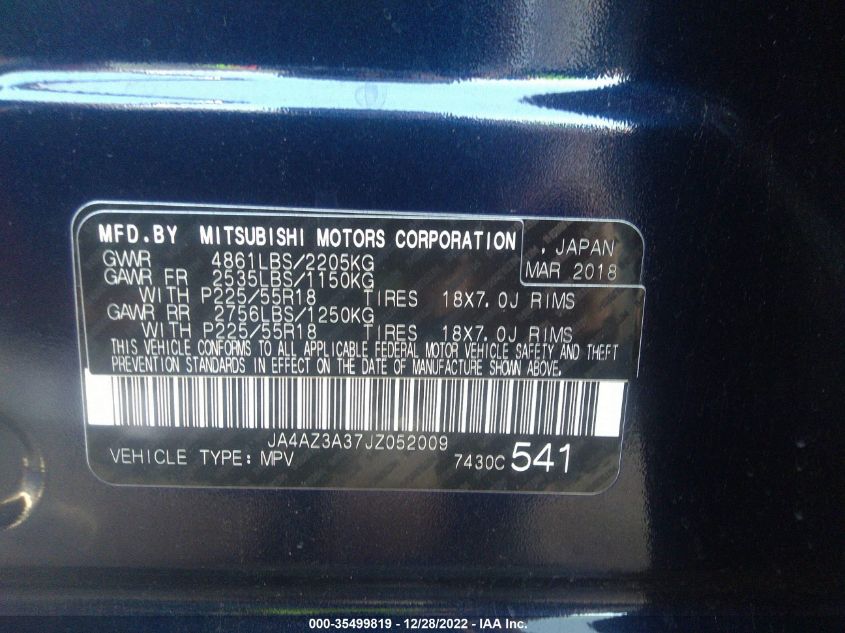 MFD.BY MITSUBISHI MOTORS CORPORATION , JAPAN
GVWR 4861LBS/2205KG MAR 2018
GAWR FR 2535LBS/1150KG
WITH P225/55R18 TIRES 18X7.0J RIMS
GAWR RR 2756LBS/1250KG
WITH P225/55R18 TIRES 18X7.0J RIMS
THIS VEHICLE CONFORMS TO ALL APPLICABLE FEDERAL MOTOR VEHICLE SAFETY AND THEFT
PREVENTION STANDARDS IN EFFECT ON THE DATE OF MANUFACTURE SHOWN ABOVE.
JA4AZ3A37JZ052009
VEHICLE TYPE: MPV 7430C 541
000-35499819 - 12/28/2022 - IAA Inc.